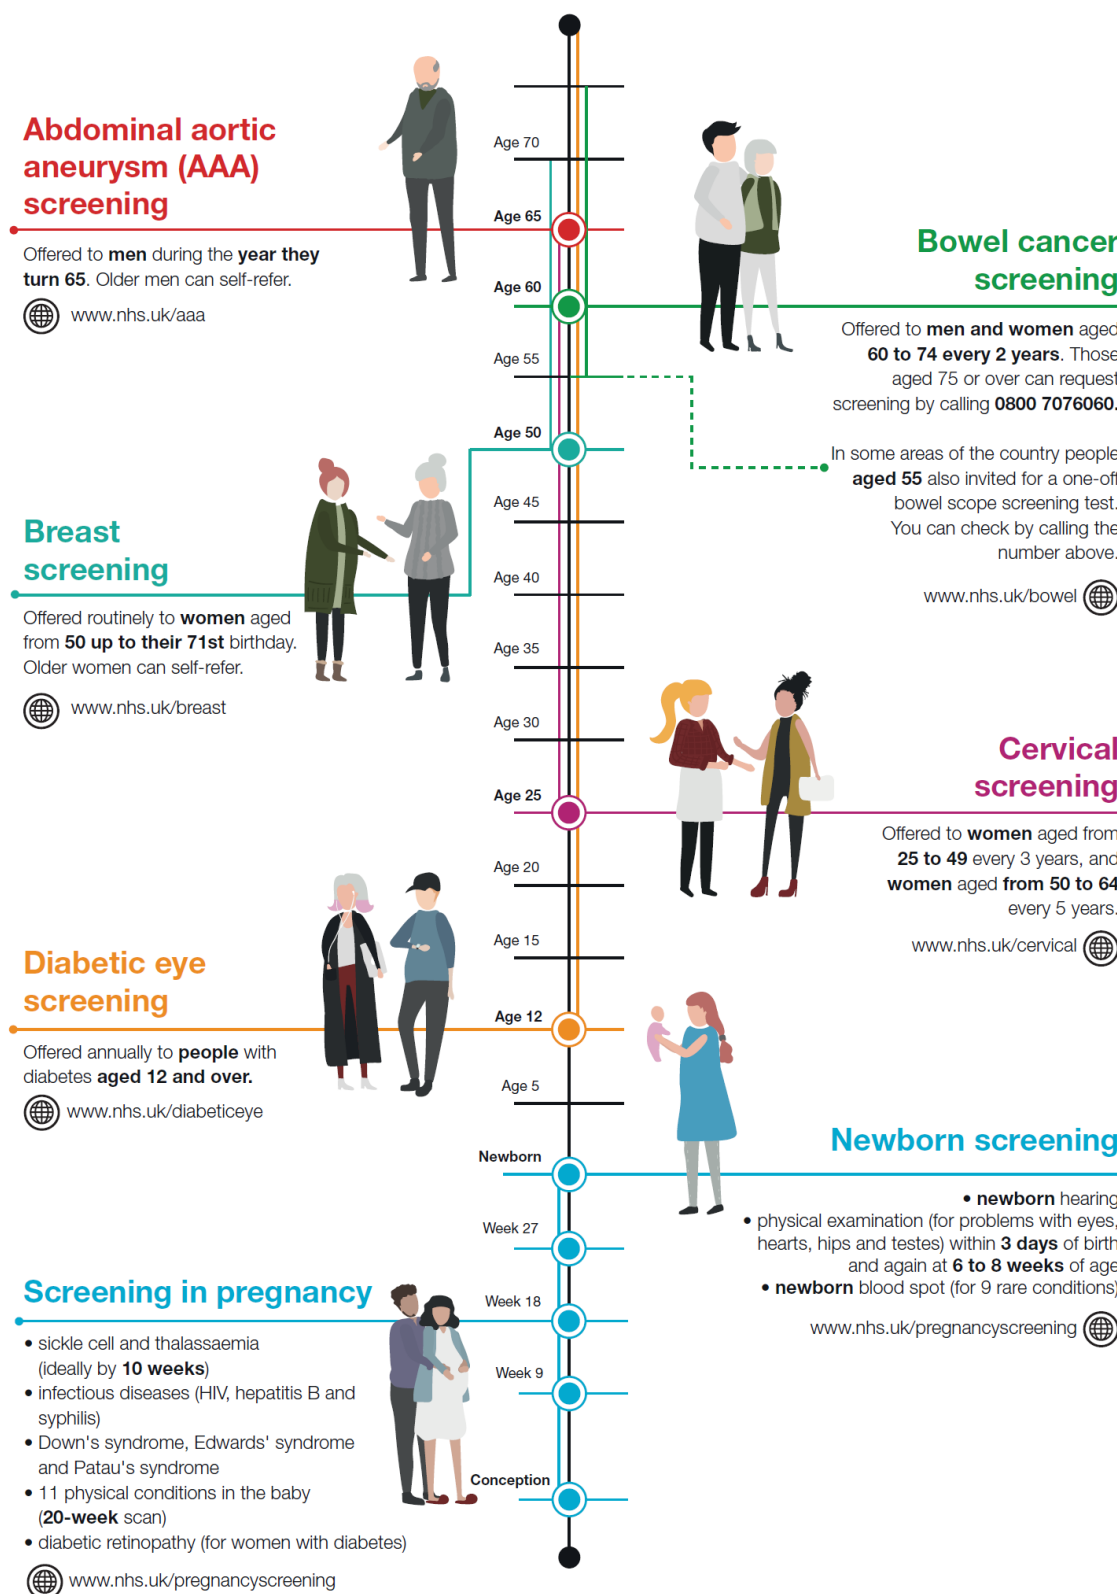 Age 70
Abdominal aortic
aneurysm (AAA)
screening
Age 65
Offered to men during the year they
turn 65. Older men can self-refer.
www.nhs.uk/aaa
Bowel cancer
screening
Age 60
Offered to men and women aged
60 to 74 every 2 years. Those
aged 75 or over can request
screening by calling 0800 7076060.
Age 55
In some areas of the country people
aged 55 also invited for a one-off
bowel scope screening test.
You can check by calling the
number above.
www.nhs.uk/bowel
Age 50
Age 45
Breast
screening
Age 40
Offered routinely to women aged
from 50 up to their 71st birthday.
Older women can self-refer.
www.nhs.uk/breast
Age 35
Age 30
Cervical
screening
Age 25
Offered to women aged from
25 to 49 every 3 years, and
women aged from 50 to 64
every 5 years.
www.nhs.uk/cervical
Age 20
Age 15
Diabetic eye
screening
Age 12
Offered annually to people with
diabetes aged 12 and over.
www.nhs.uk/diabeticeye
Age 5
Newborn screening
Newborn
• newborn hearing
• physical examination (for problems with eyes,
hearts, hips and testes) within 3 days of birth
and again at 6 to 8 weeks of age
• newborn blood spot (for 9 rare conditions)
www.nhs.uk/pregnancyscreening
Week 27
Screening in pregnancy
Week 18
• sickle cell and thalassaemia
(ideally by 10 weeks)
• infectious diseases (HIV, hepatitis B and
syphilis)
• Down's syndrome, Edwards' syndrome
and Patau's syndrome
• 11 physical conditions in the baby
(20-week scan)
• diabetic retinopathy (for women with diabetes)
www.nhs.uk/pregnancyscreening
Week 9
Conception